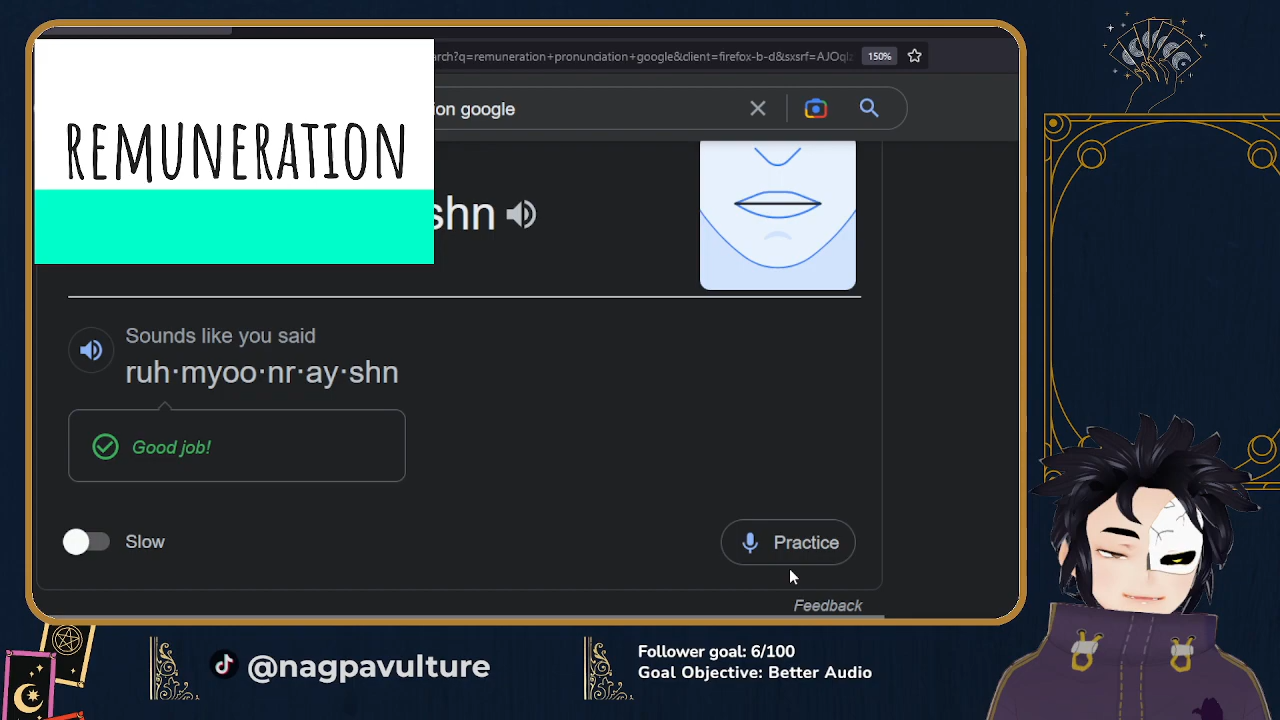 arch?q=remuneration+pronunciation+google&client=firefox-b-d&sxsrf=AJOqlz
150%
REMUNERATION
ion google
shn
Sounds like you said
ruh·myoo·nr·ay·shn
Good job!
Slow
Practice
Feedback
@nagpavulture
Follower goal: 6/100
Goal Objective: Better Audio